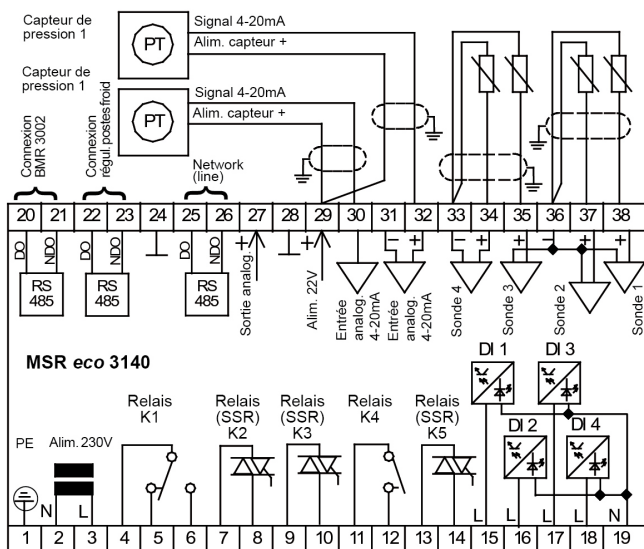 Capteur de
pression 1
PT
Signal 4-20mA
Alim. capteur +
Capteur de
pression 1
PT
Signal 4-20mA
Alim. capteur +
Connexion
BMR 3002
Connexion
régul. postes froid
Network
(line)
20 21 22 23 24 25 26 27 28 29 30 31 32 33 34 35 36 37 38
DO NDO DO NDO DO NDO + + - + - + + - + +
RS
485
RS
485
RS
485
Sortie analog.
Alim. 22V
Entrée
analog.
4-20mA
Entrée
analog.
4-20mA
Sonde 4
Sonde 3
Sonde 2
Sonde 1
MSR eco 3140
DI 1
DI 3
DI 2
DI 4
PE
Alim. 230V
Relais
K1
Relais
(SSR)
K2
Relais
(SSR)
K3
Relais
K4
Relais
(SSR)
K5
N L L L L L N
1 2 3 4 5 6 7 8 9 10 11 12 13 14 15 16 17 18 19